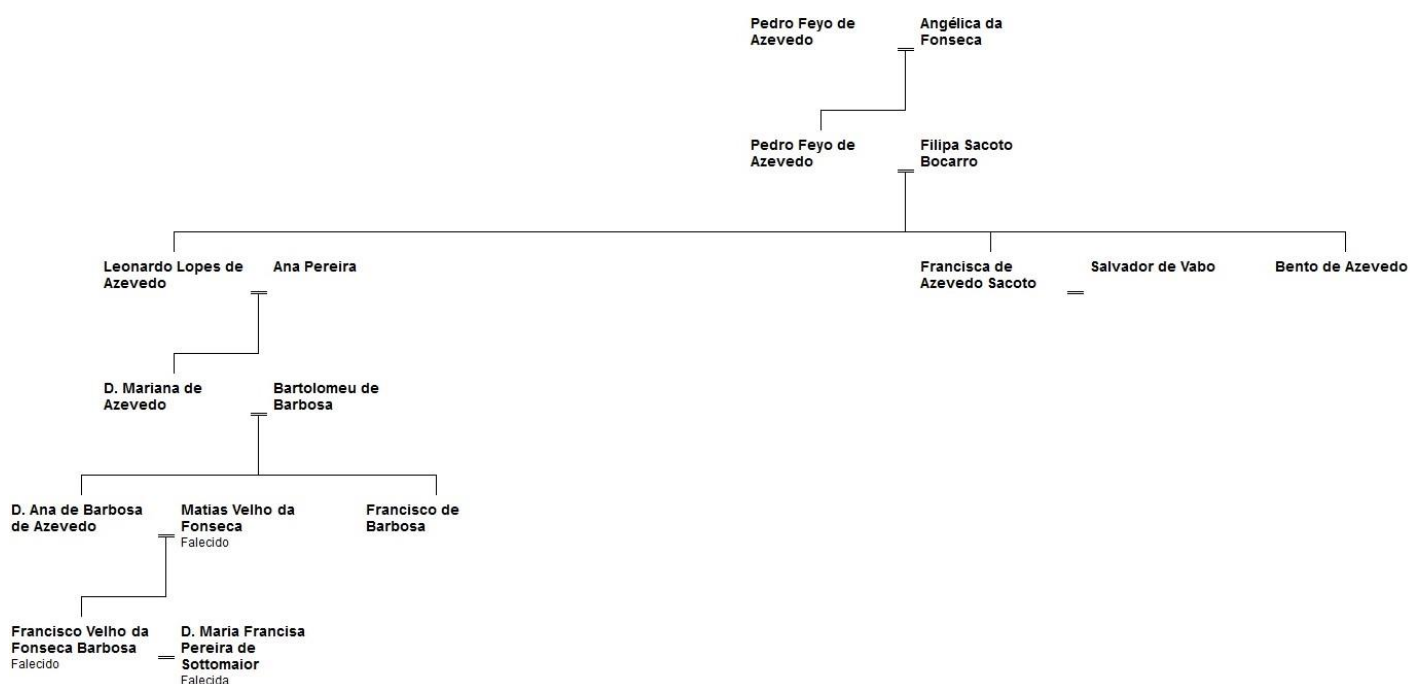 Pedro Feyo de
Azevedo
Angélica da
Fonseca
Pedro Feyo de
Azevedo
Filipa Sacoto
Bocarro
Leonardo Lopes de
Azevedo
Ana Pereira
Francisca de
Azevedo Sacoto
Salvador de Vabo
Bento de Azevedo
D. Mariana de
Azevedo
Bartolomeu de
Barbosa
D. Ana de Barbosa
de Azevedo
Matias Velho da
Fonseca
Falecido
Francisco de
Barbosa
Francisco Velho da
Fonseca Barbosa
Falecido
D. Maria Francisa
Pereira de
Sottomaior
Falecida